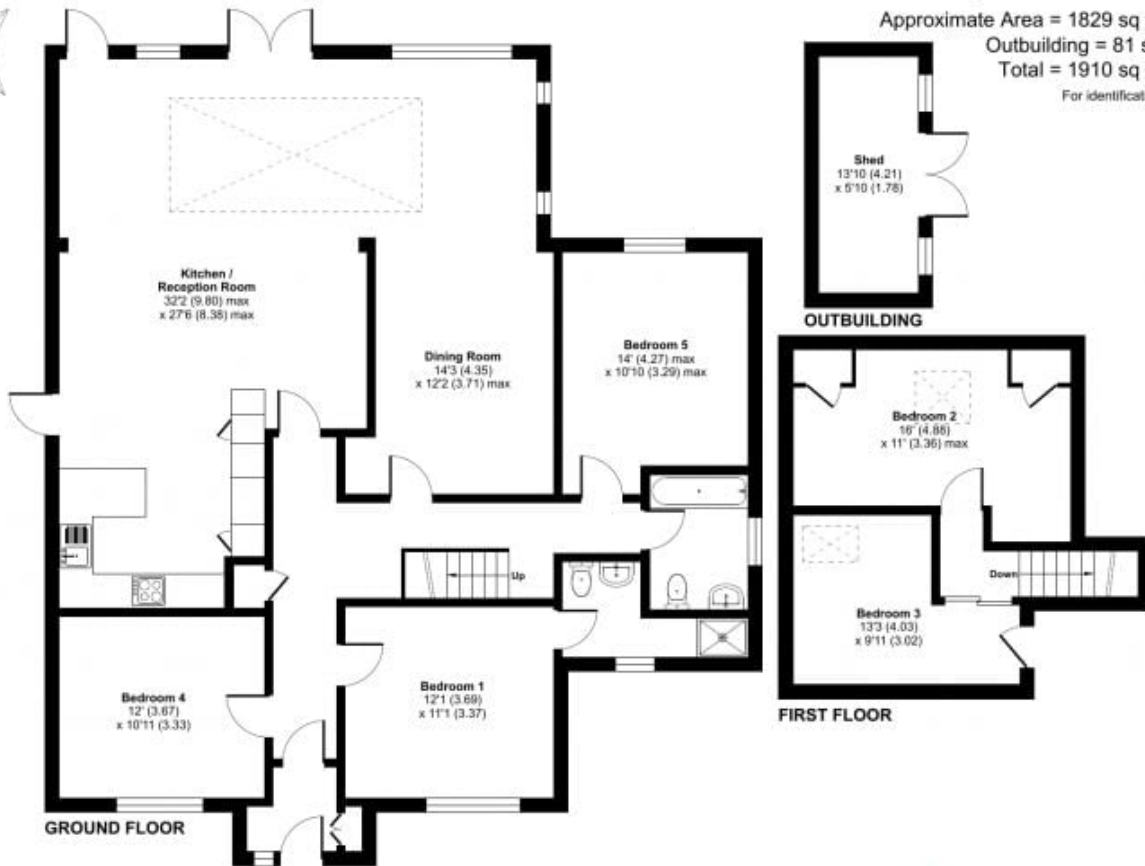 Approximate Area = 1829 sq
Outbuilding = 81 s
Total = 1910 sq
For identificat
Shed
13'10 (4.21)
x 5'10 (1.78)
OUTBUILDING
Kitchen /
Reception Room
32'2 (9.80) max
x 27'6 (8.38) max
Dining Room
14'3 (4.35)
x 12'2 (3.71) max
Bedroom 5
14' (4.27) max
x 10'10 (3.29) max
Bedroom 2
16' (4.88)
x 11' (3.36) max
Up
Down
Bedroom 3
13'3 (4.03)
x 9'11 (3.02)
Bedroom 4
12' (3.67)
x 10'11 (3.33)
Bedroom 1
12'1 (3.69)
x 11'1 (3.37)
FIRST FLOOR
GROUND FLOOR